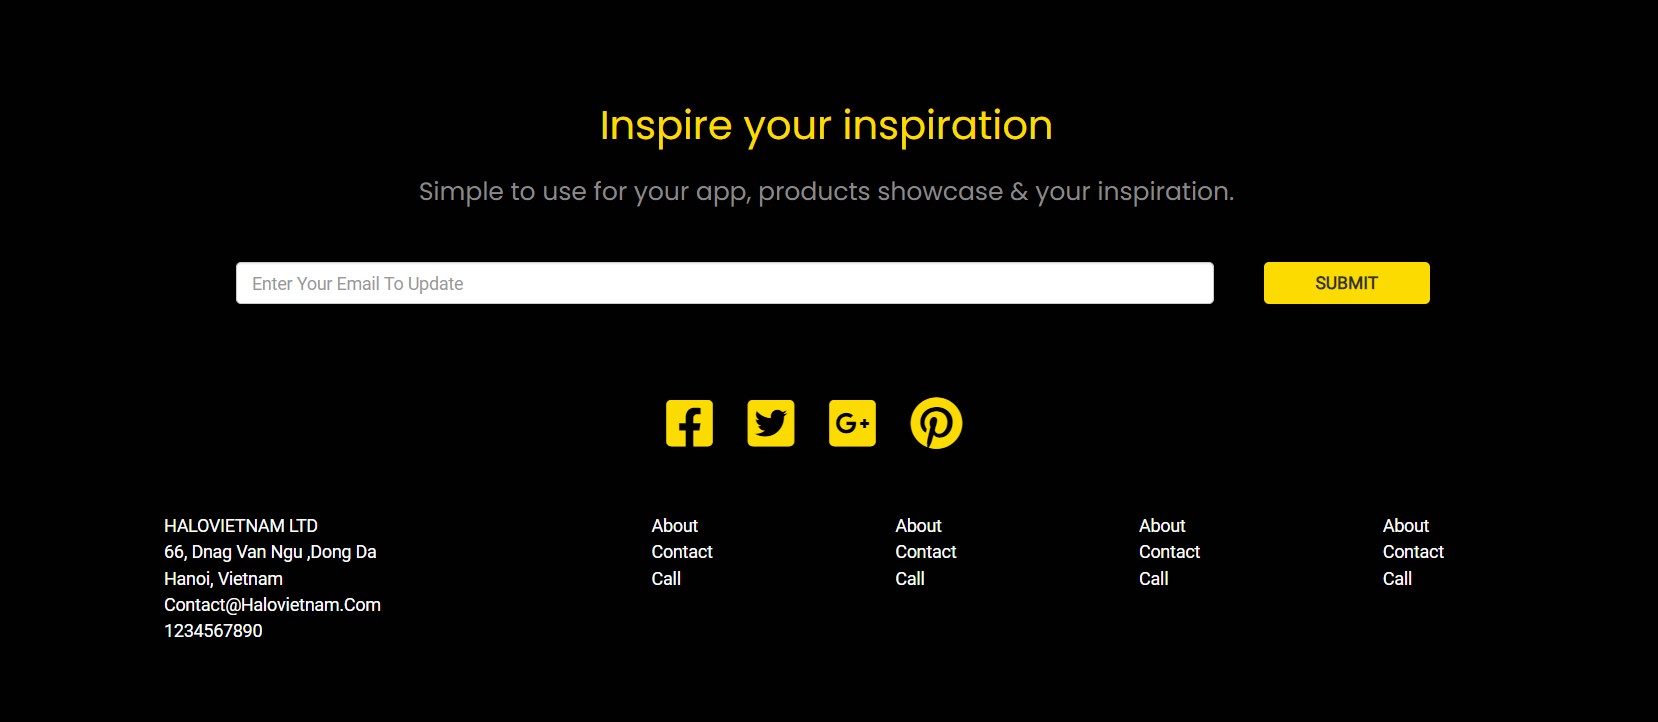 Inspire your inspiration
Simple to use for your app, products showcase & your inspiration.
Enter Your Email To Update
SUBMIT
G+
HALOVIETNAM LTD
66, Dnag Van Ngu ,Dong Da
Hanoi, Vietnam
Contact@Halovietnam.Com
1234567890
About
Contact
Call
About
Contact
Call
About
Contact
Call
About
Contact
Call